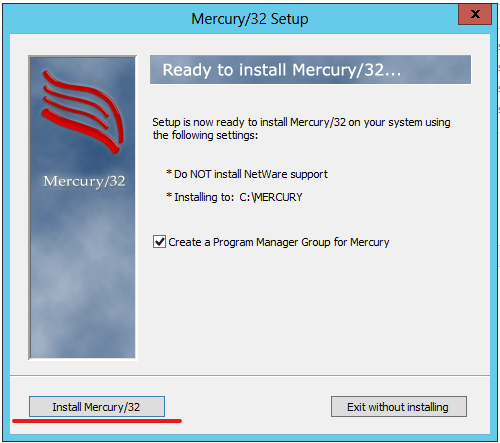 Mercury/32 Setup
x
Ready to install Mercury/32...
Setup is now ready to install Mercury/32 on your system using
the following settings:
* Do NOT install NetWare support
* Installing to: C:\MERCURY
Create a Program Manager Group for Mercury
Mercury/32
Install Mercury/32
Exit without installing